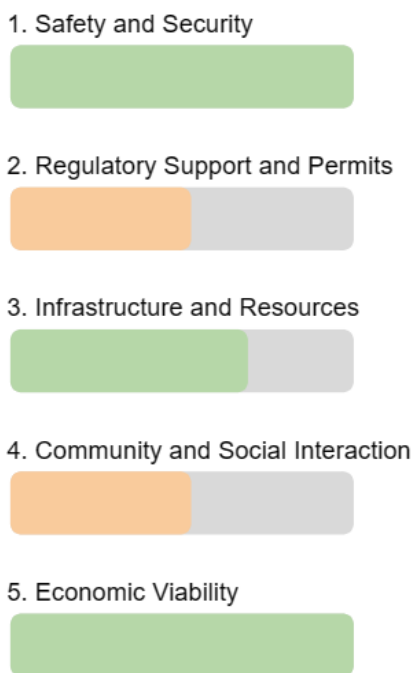 1. Safety and Security
2. Regulatory Support and Permits
3. Infrastructure and Resources
4. Community and Social Interaction
5. Economic Viability